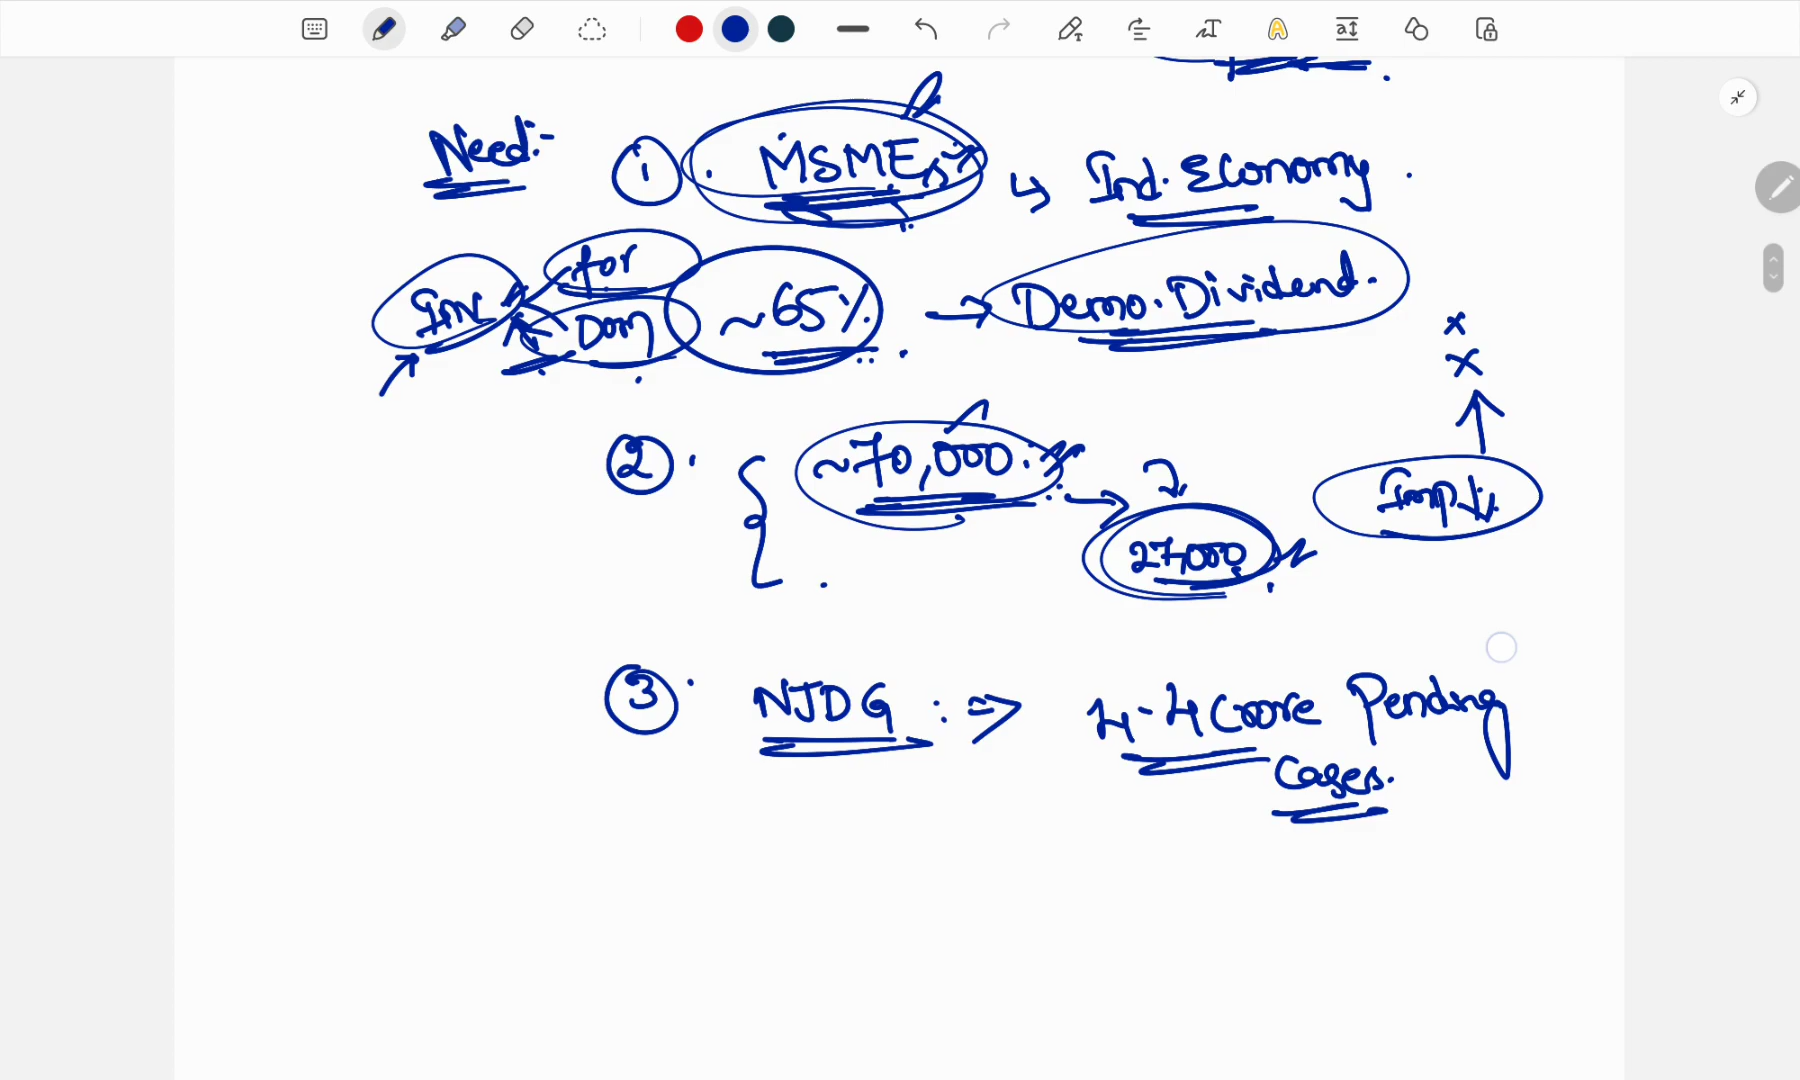 Need:-
① MSMEs ↳ Ind. Economy.
Inv
for
Dom
~65% → Demo. Dividend.
x
x
②. { ~70,000. → 27,000
③. NJDG :⇒ 4-4 Crore Pending
Cases.